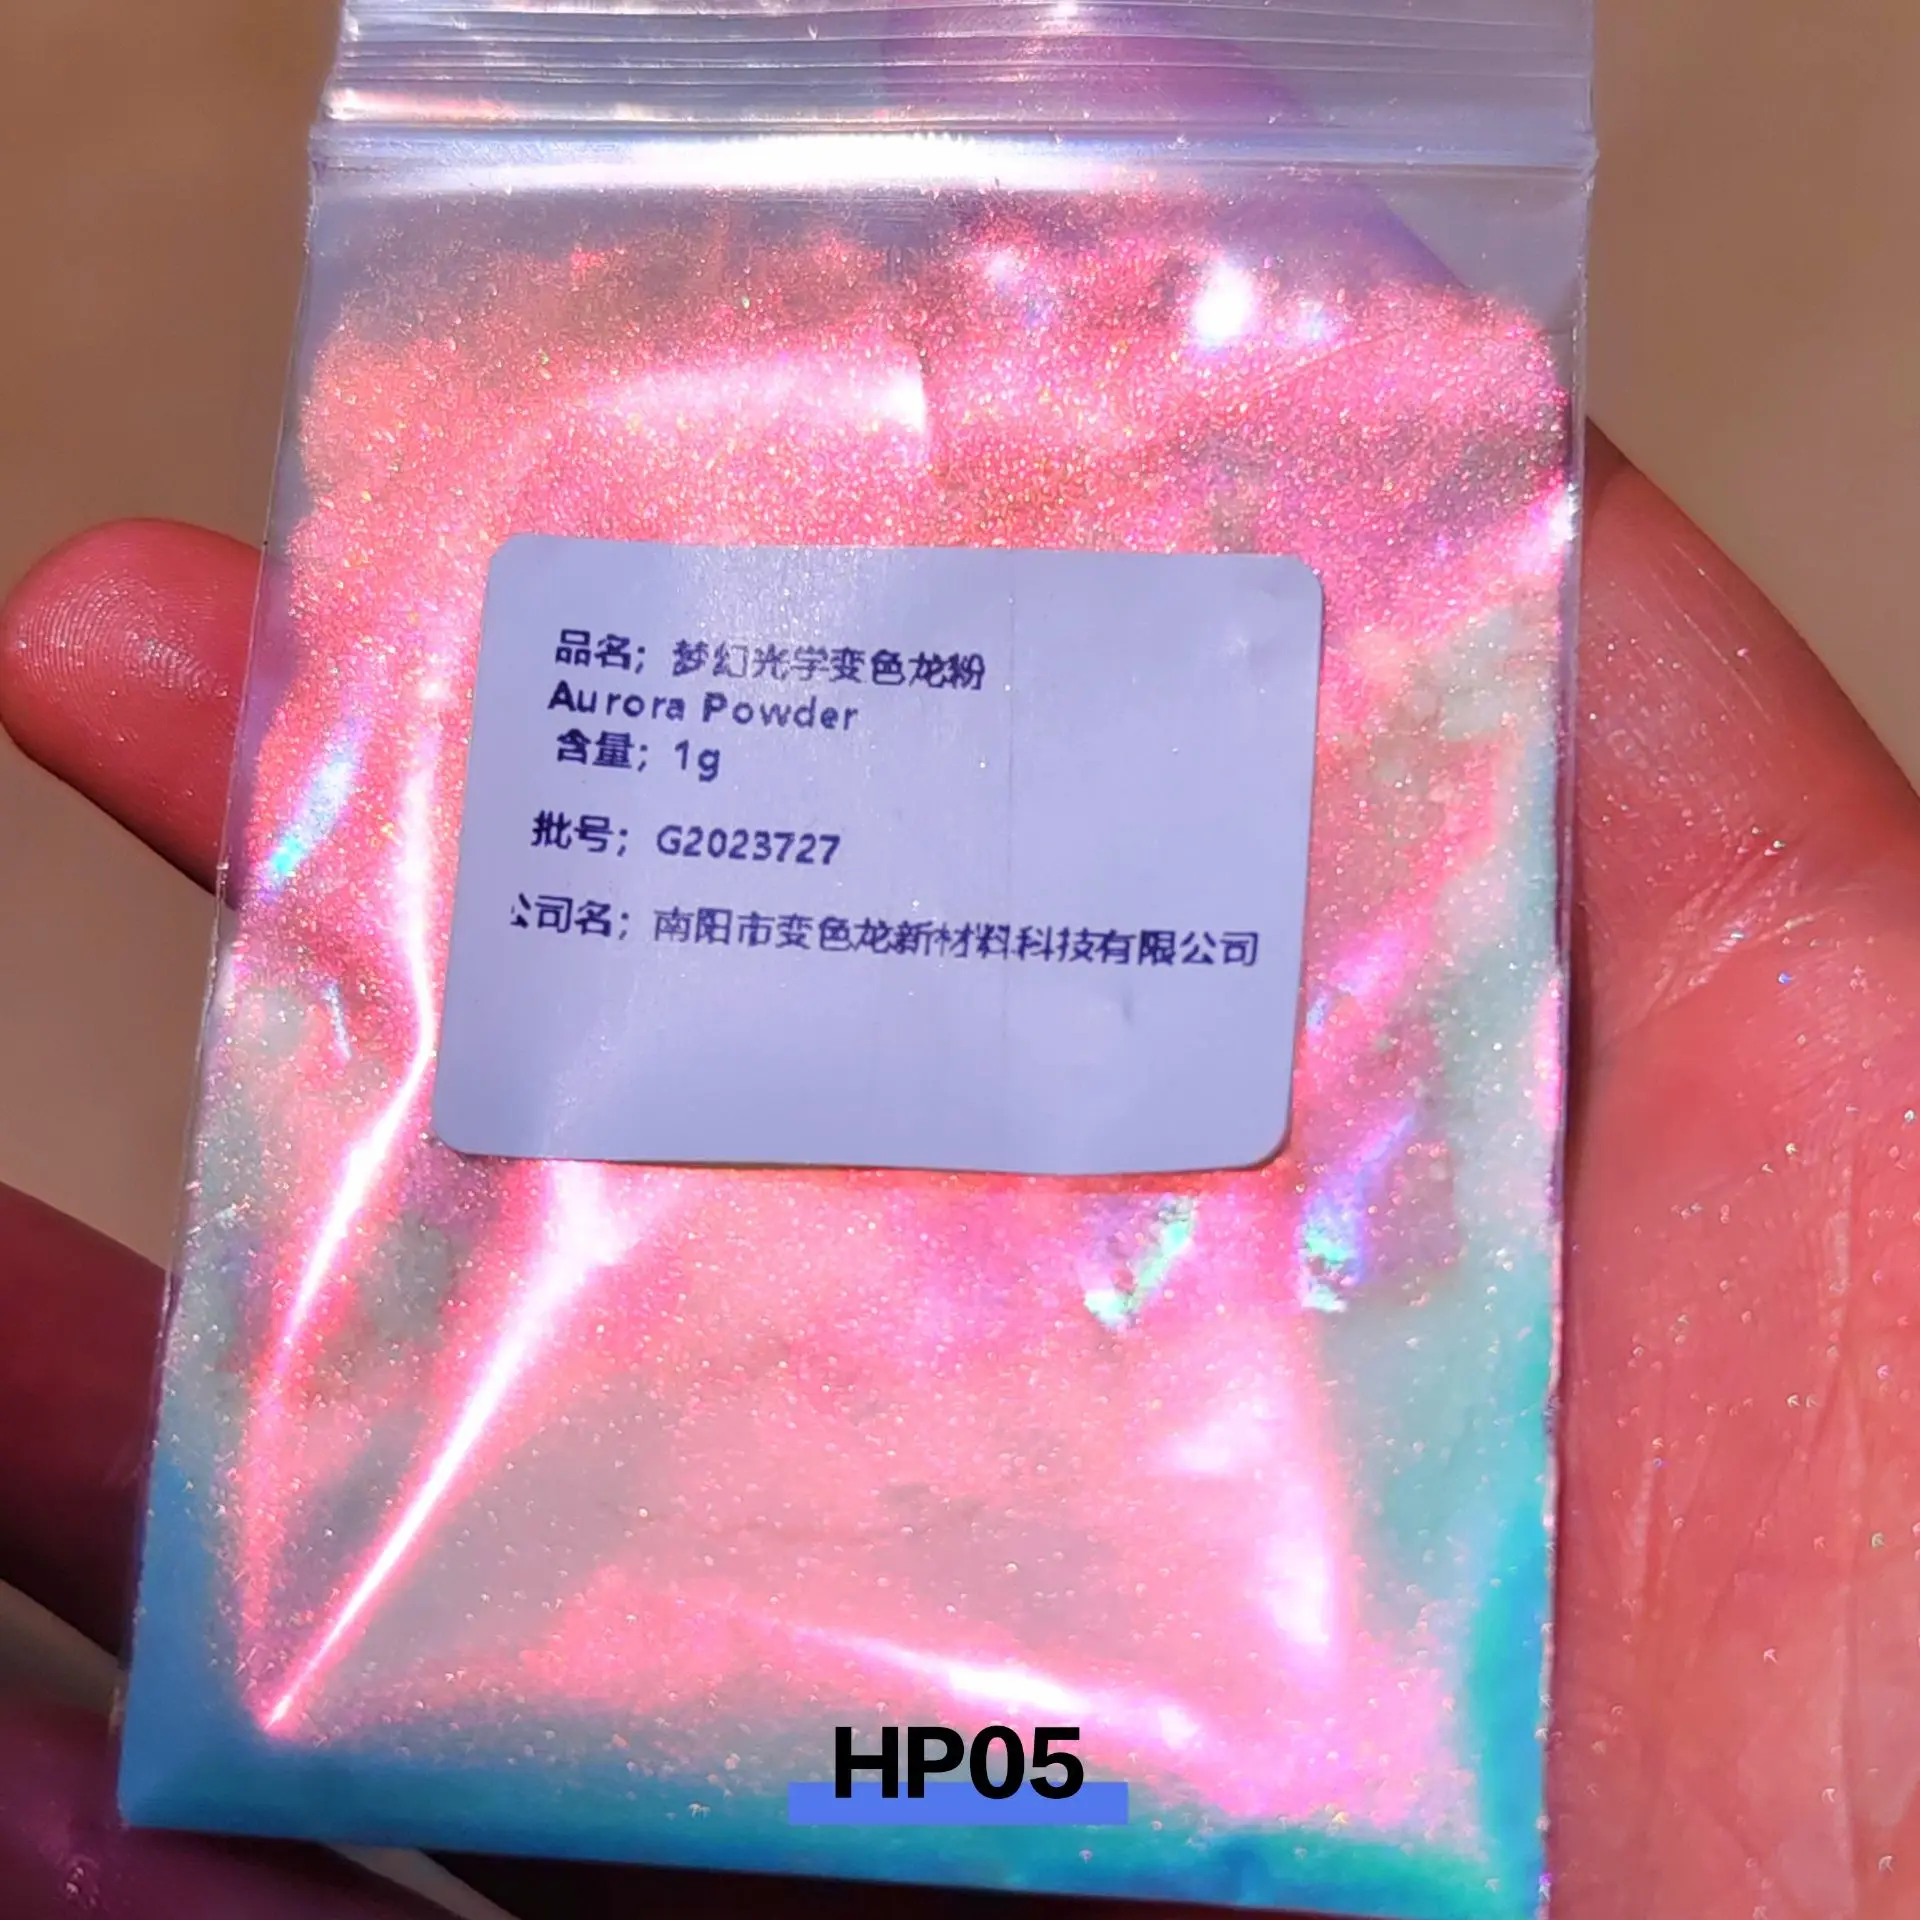 品名；梦幻光学变色龙粉
Aurora Powder
含量；1g
批号；G2023727
公司名；南阳市变色龙新材料科技有限公司
HP05